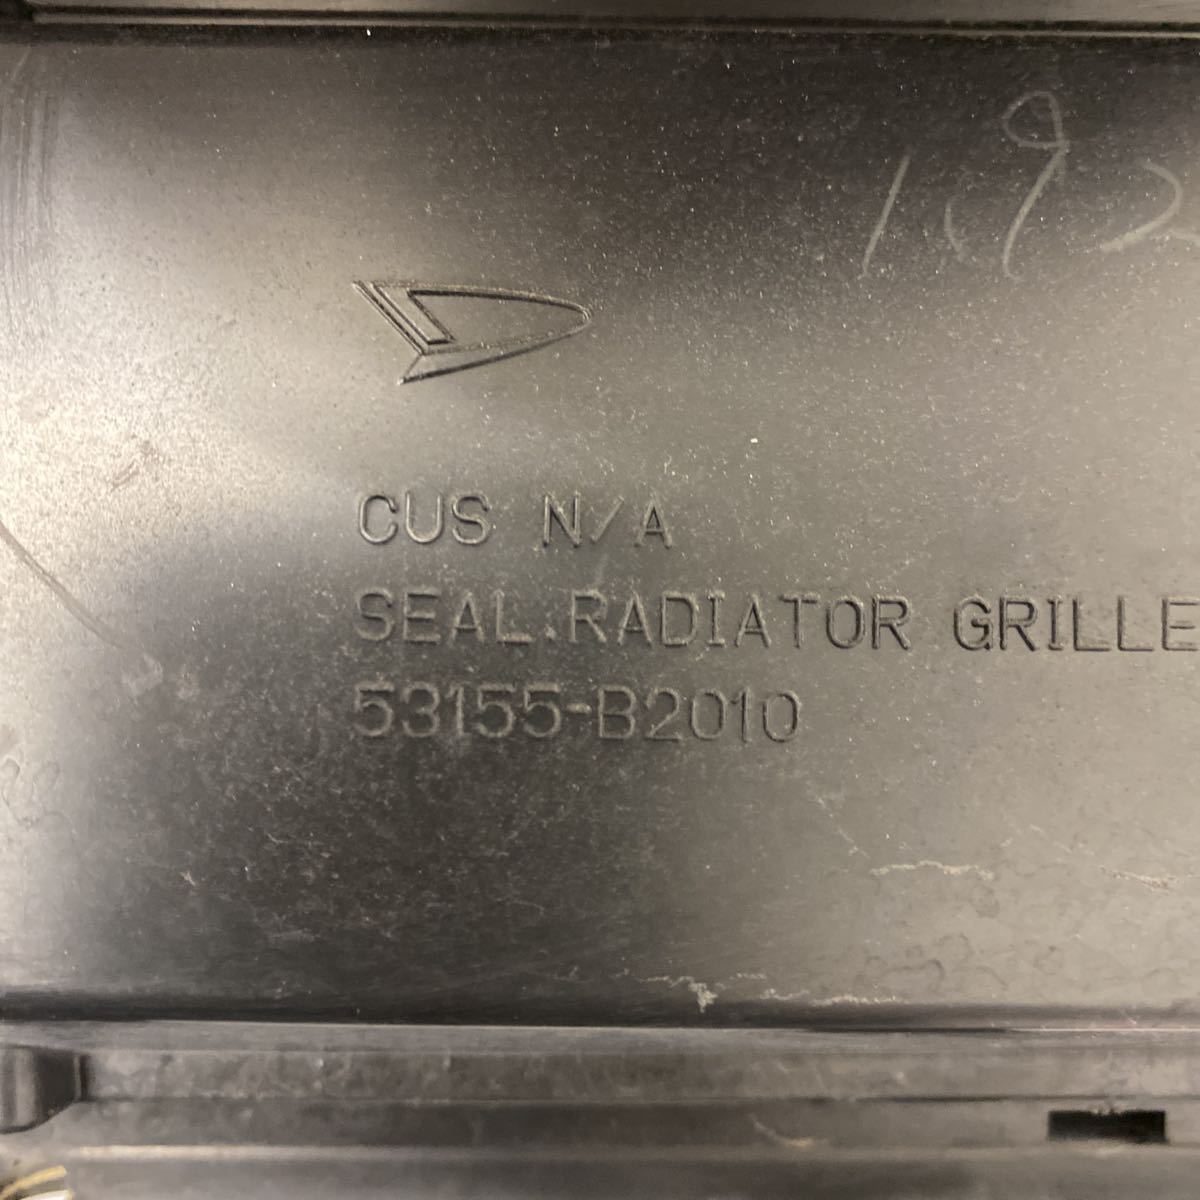 CUS N/A
SEAL.RADIATOR GRILLE
53155-B2010